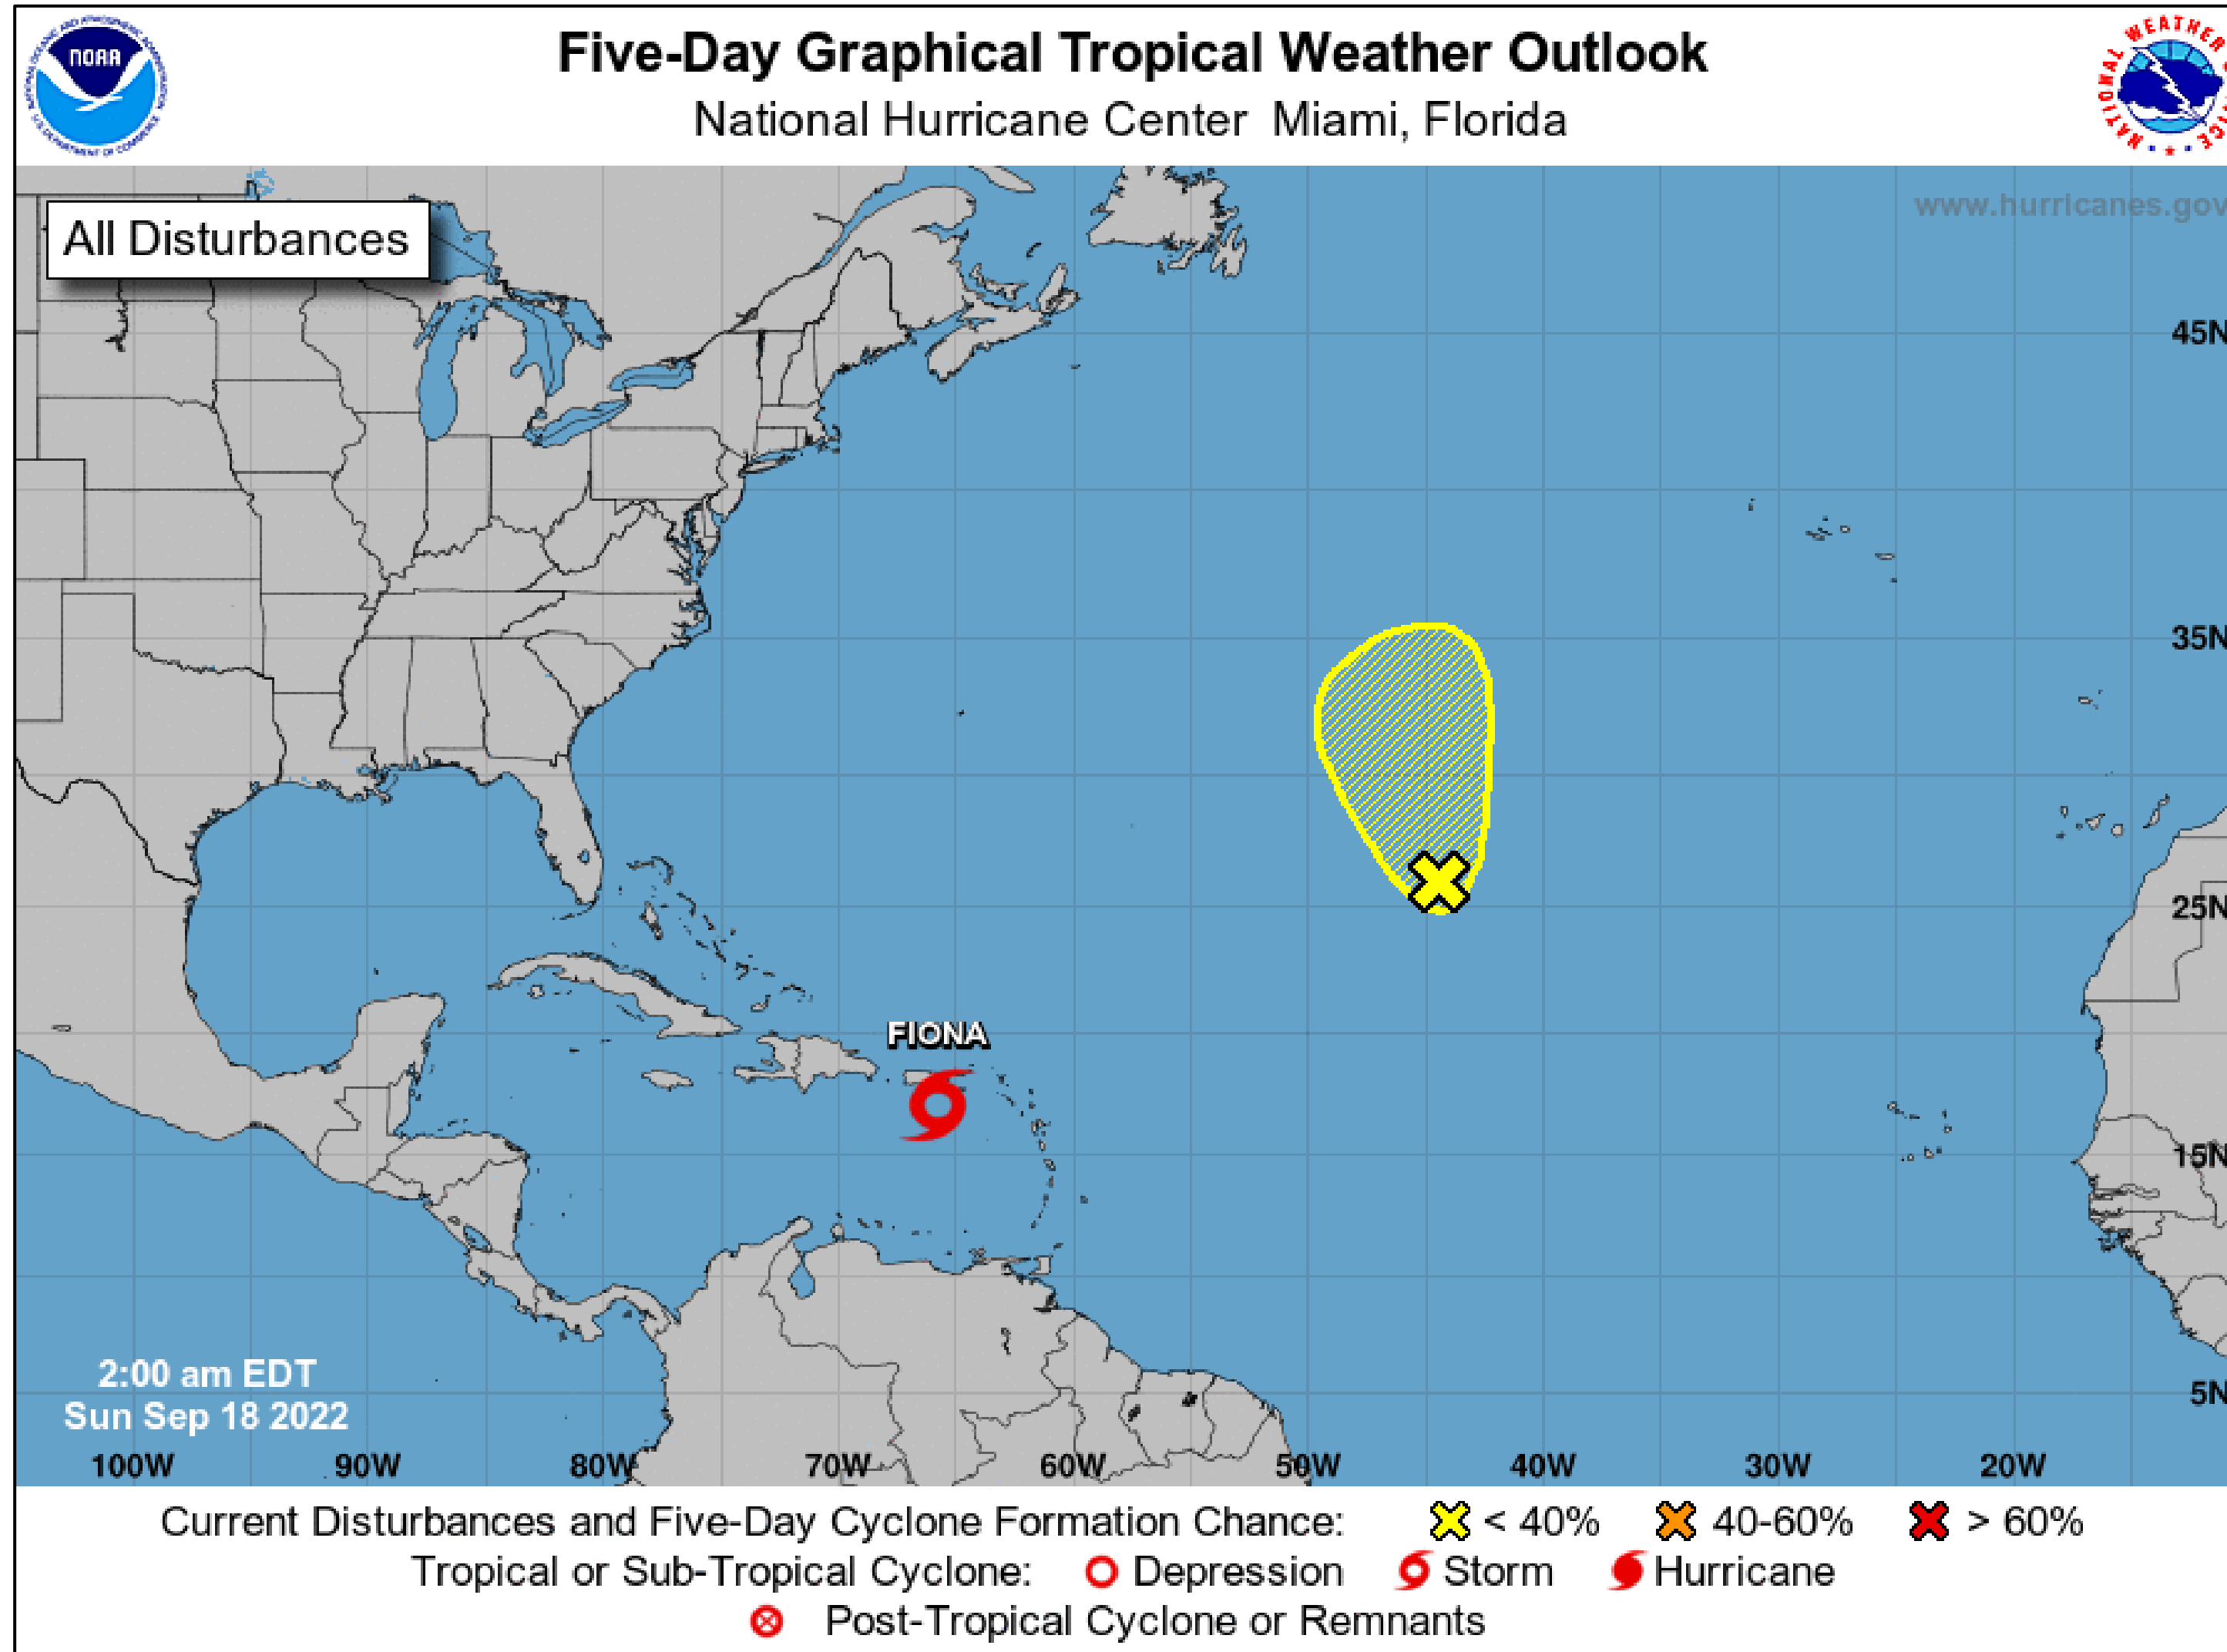 Five-Day Graphical Tropical Weather Outlook
National Hurricane Center Miami, Florida
NOAA
NATIONAL WEATHER
www.hurricanes.gov
All Disturbances
45N
35N
25N
FIONA
15N
5N
2:00 am EDT
Sun Sep 18 2022
100W 90W 80W 70W 60W 50W 40W 30W 20W
Current Disturbances and Five-Day Cyclone Formation Chance: < 40% 40-60% > 60%
Tropical or Sub-Tropical Cyclone: Depression Storm Hurricane
Post-Tropical Cyclone or Remnants